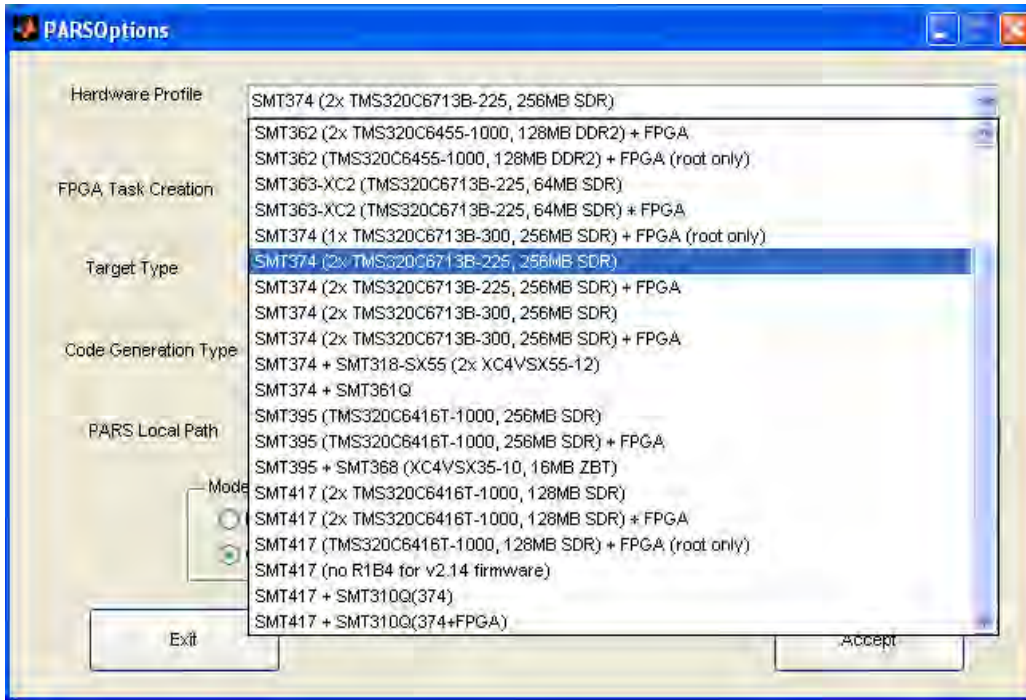 PARSOptions
Hardware Profile
SMT374 (2x TMS320C6713B-225, 256MB SDR)
SMT362 (2x TMS320C6455-1000, 128MB DDR2) + FPGA
SMT362 (TMS320C6455-1000, 128MB DDR2) + FPGA (root only)
FPGA Task Creation
SMT363-XC2 (TMS320C6713B-225, 64MB SDR)
SMT363-XC2 (TMS320C6713B-225, 64MB SDR) + FPGA
SMT374 (1x TMS320C6713B-300, 256MB SDR) + FPGA (root only)
Target Type
SMT374 (2x TMS320C6713B-225, 256MB SDR)
SMT374 (2x TMS320C6713B-225, 256MB SDR) + FPGA
SMT374 (2x TMS320C6713B-300, 256MB SDR)
SMT374 (2x TMS320C6713B-300, 256MB SDR) + FPGA
Code Generation Type
SMT374 + SMT318-SX55 (2x XC4VSX55-12)
SMT374 + SMT361Q
SMT395 (TMS320C6416T-1000, 256MB SDR)
PARS Local Path
SMT395 (TMS320C6416T-1000, 256MB SDR) + FPGA
SMT395 + SMT368 (XC4VSX35-10, 16MB ZBT)
Mode
SMT417 (2x TMS320C6416T-1000, 128MB SDR)
SMT417 (2x TMS320C6416T-1000, 128MB SDR) + FPGA
SMT417 (TMS320C6416T-1000, 128MB SDR) + FPGA (root only)
SMT417 (no R1B4 for v2.14 firmware)
SMT417 + SMT310Q(374)
SMT417 + SMT310Q(374+FPGA)
Exit
Accept